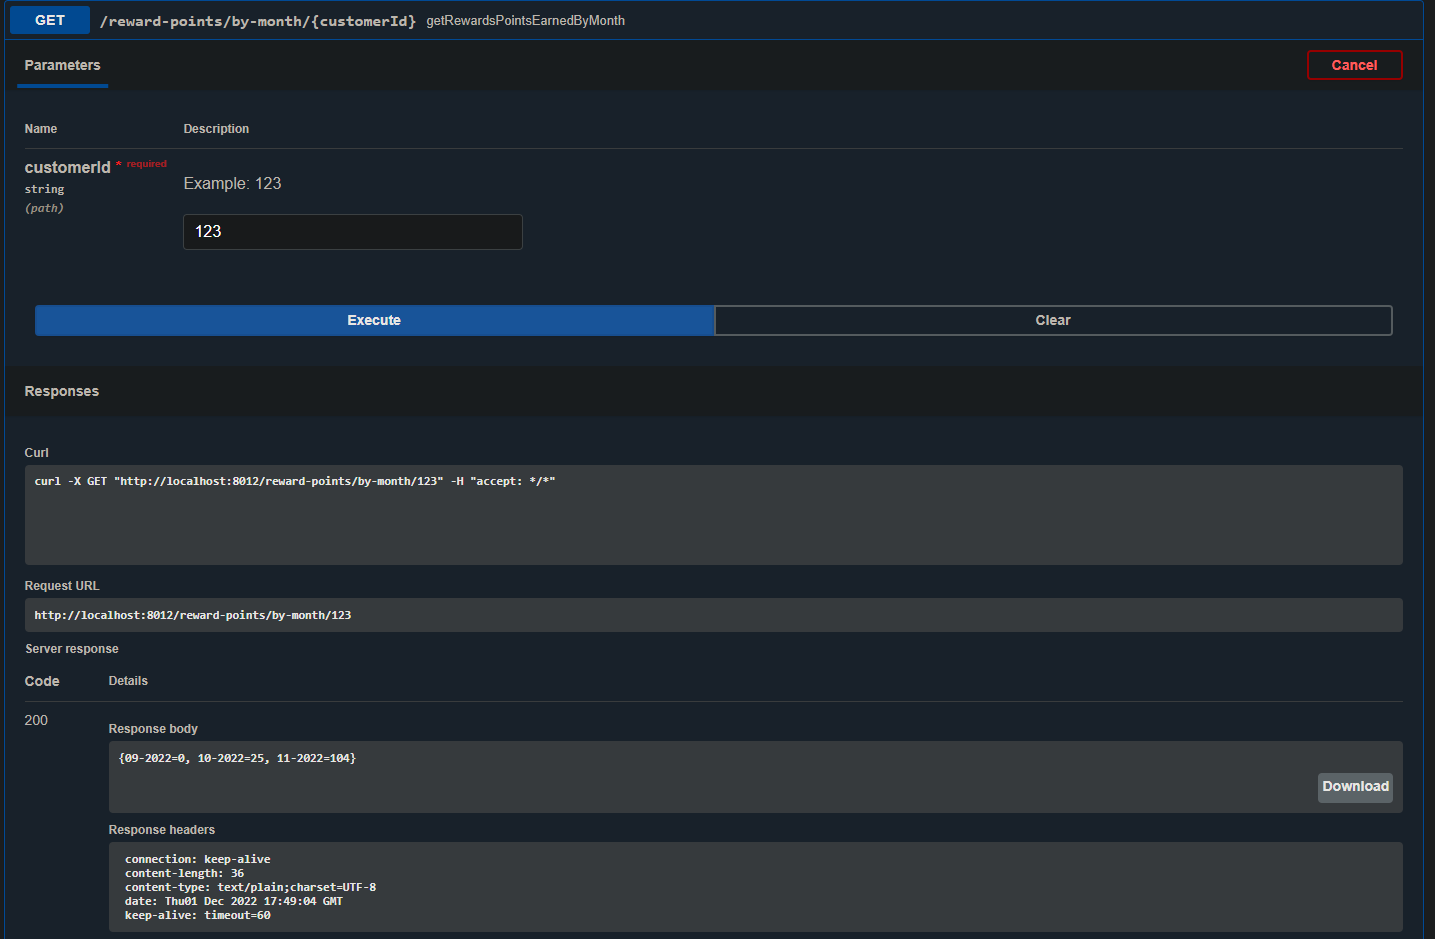 GET /reward-points/by-month/{customerId} getRewardsPointsEarnedByMonth
Parameters
Cancel
Name Description
customerId * required
string
(path)
Example: 123
123
Execute
Clear
Responses
Curl
curl -X GET "http://localhost:8012/reward-points/by-month/123" -H "accept: */*"
Request URL
http://localhost:8012/reward-points/by-month/123
Server response
Code Details
200
Response body
{09-2022=0, 10-2022=25, 11-2022=104}
Download
Response headers
connection: keep-alive
content-length: 36
content-type: text/plain;charset=UTF-8
date: Thu01 Dec 2022 17:49:04 GMT
keep-alive: timeout=60